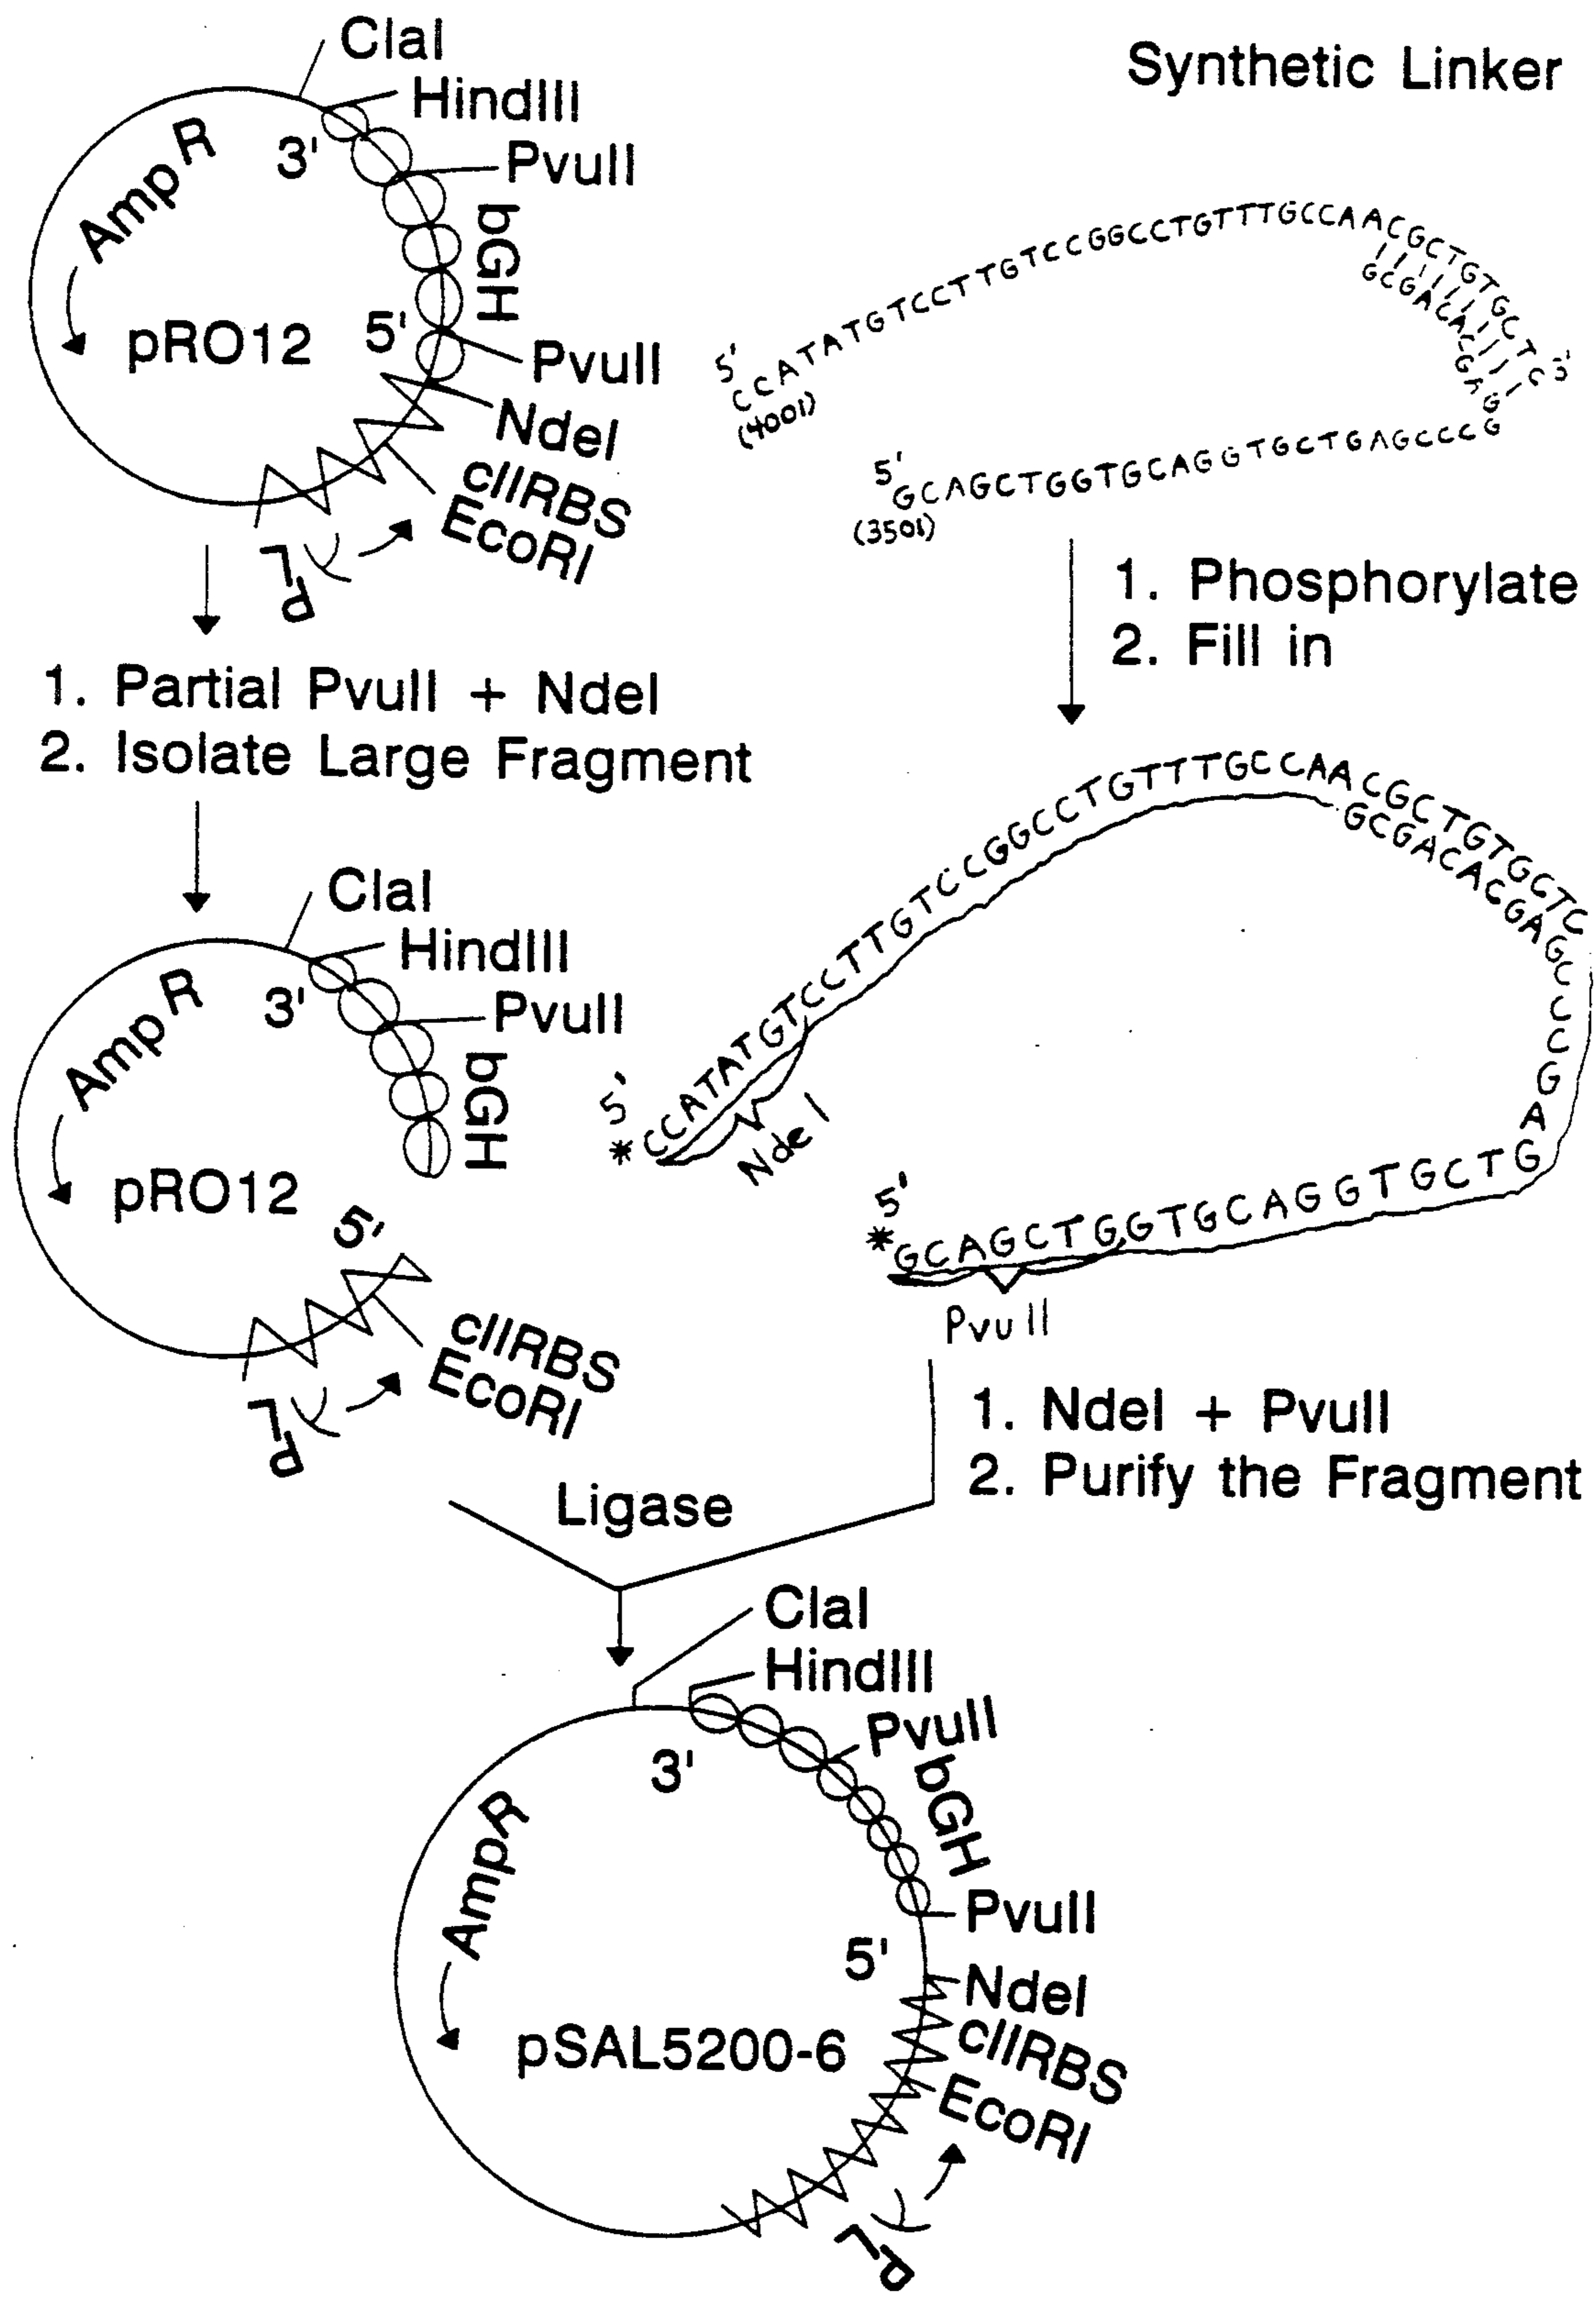 ClaI
HindIII
3'
PvuII
AmpR
bGH
pRO12
5'
PvuII
NdeI
cIIRBS
EcoRI
PL
Synthetic Linker
5'
CCATATGTCCTTGTCCGGCCTGTTTGCCAACGCTGTGCTC 3'
(4001)
GCGACACGAG
5'
GCAGCTGGTGCAGGTGCTGAGCCCG
(3501)
1. Partial PvuII + NdeI
2. Isolate Large Fragment
1. Phosphorylate
2. Fill in
ClaI
HindIII
3'
PvuII
AmpR
bGH
pRO12
5'
cIIRBS
EcoRI
PL
5'
*CCATATGTCCTTGTCCGGCCTGTTTGCCAACGCTGTGCTC
NdeI
GCGACACGAG
C
C
C
G
A
5'
*GCAGCTGGTGCAGGTGCTG
PvuII
1. NdeI + PvuII
2. Purify the Fragment
Ligase
ClaI
HindIII
PvuII
3'
bGH
AmpR
PvuII
5'
NdeI
pSAL5200-6
cIIRBS
EcoRI
PL